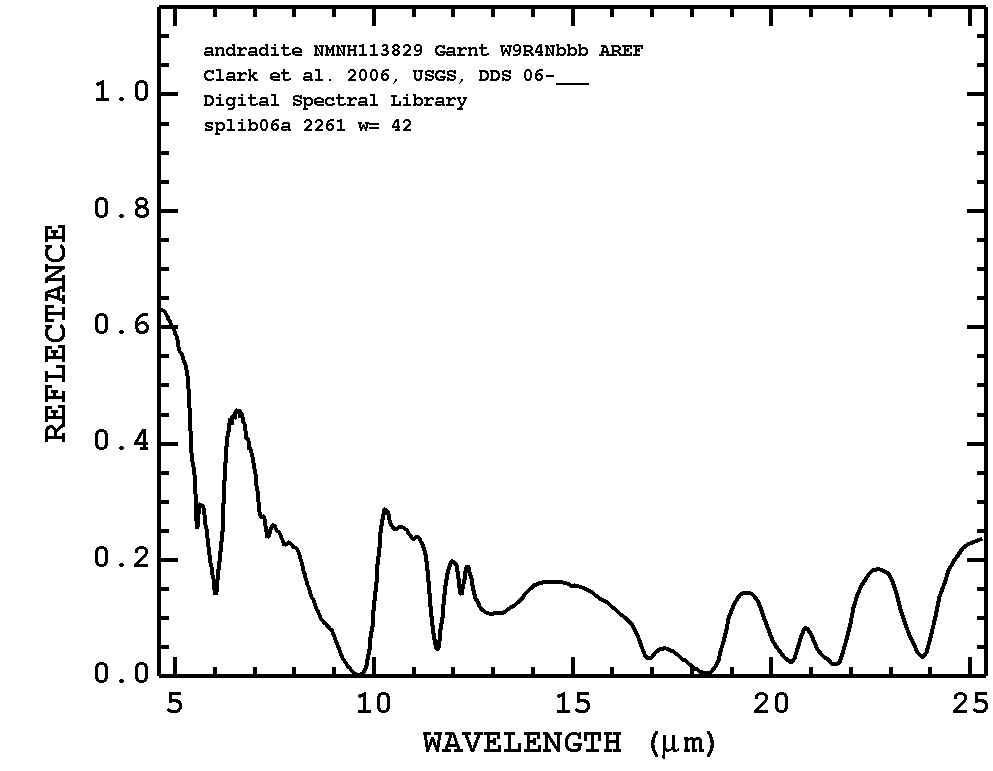 andradite NMNH113829 Garnt W9R4Nbbb AREF
Clark et al. 2006, USGS, DDS 06-___
Digital Spectral Library
splib06a 2261 w= 42
1.0
0.8
0.6
0.4
0.2
0.0
REFLECTANCE
5 10 15 20 25
WAVELENGTH (μm)